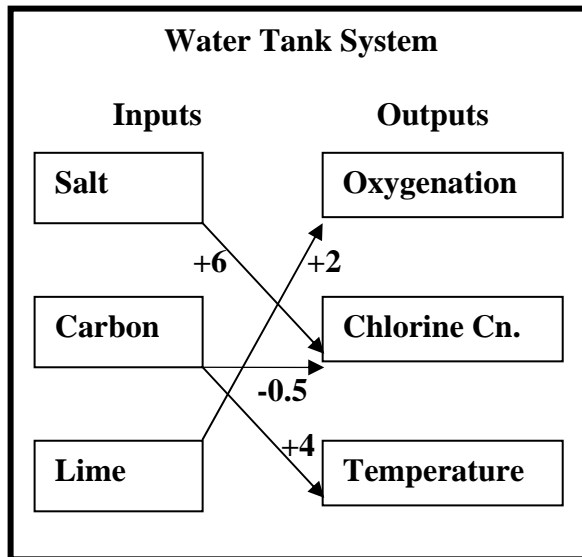 Water Tank System
Inputs Outputs
Salt Oxygenation
+6 +2
Carbon Chlorine Cn.
-0.5
+4
Lime Temperature